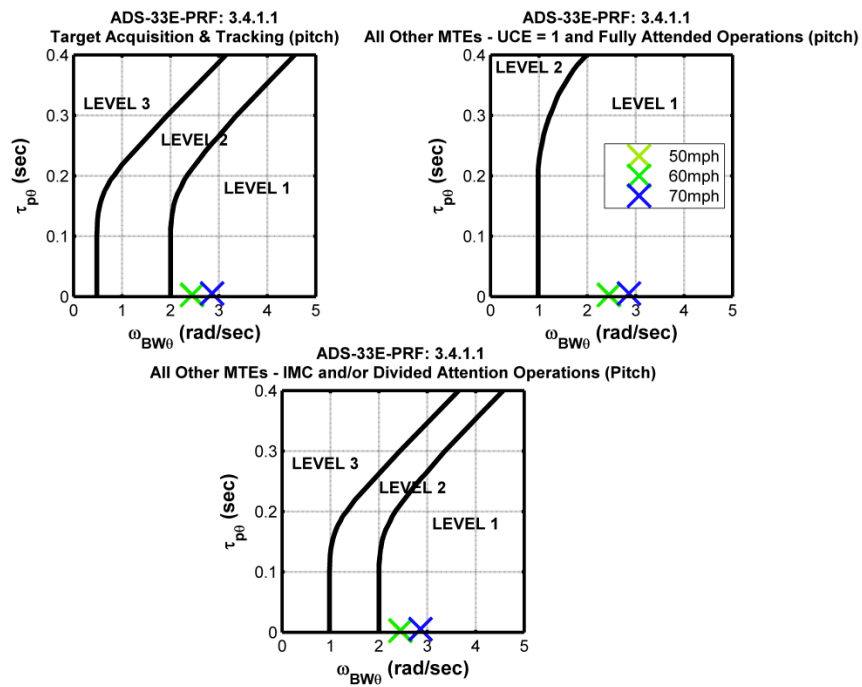 ADS-33E-PRF: 3.4.1.1
Target Acquisition & Tracking (pitch)
0.4
0.3
0.2
0.1
0
τpθ (sec)
LEVEL 3
LEVEL 2
LEVEL 1
0 1 2 3 4 5
ωBWθ (rad/sec)
ADS-33E-PRF: 3.4.1.1
All Other MTEs - UCE = 1 and Fully Attended Operations (pitch)
0.4
0.3
0.2
0.1
0
τpθ (sec)
LEVEL 2
LEVEL 1
50mph
60mph
70mph
0 1 2 3 4 5
ωBWθ (rad/sec)
ADS-33E-PRF: 3.4.1.1
All Other MTEs - IMC and/or Divided Attention Operations (Pitch)
0.4
0.3
0.2
0.1
0
τpθ (sec)
LEVEL 3
LEVEL 2
LEVEL 1
0 1 2 3 4 5
ωBWθ (rad/sec)